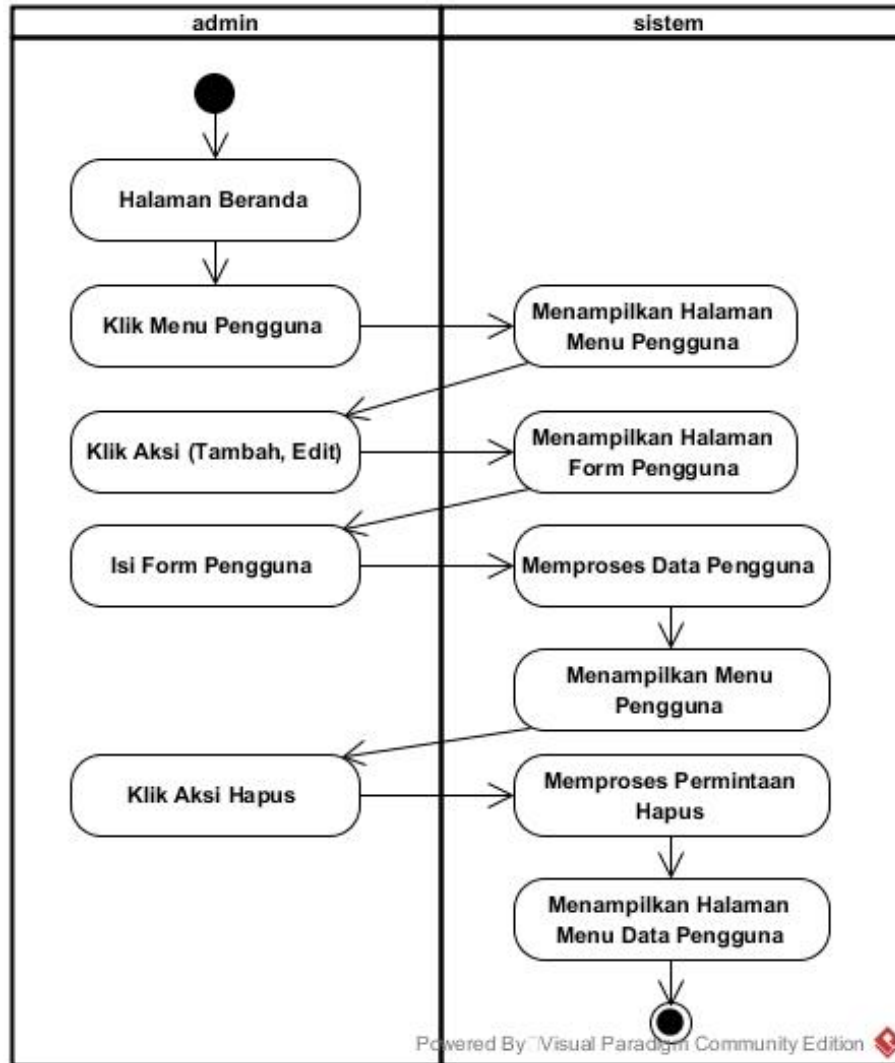 admin
sistem
Halaman Beranda
Klik Menu Pengguna
Menampilkan Halaman
Menu Pengguna
Klik Aksi (Tambah, Edit)
Menampilkan Halaman
Form Pengguna
Isi Form Pengguna
Memproses Data Pengguna
Menampilkan Menu
Pengguna
Klik Aksi Hapus
Memproses Permintaan
Hapus
Menampilkan Halaman
Menu Data Pengguna
Powered By Visual Paradigm Community Edition